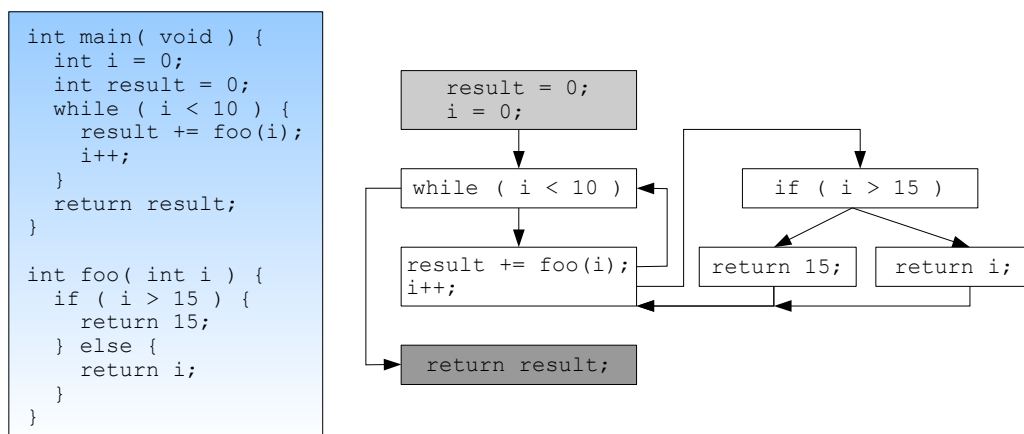 int main( void ) {
int i = 0;
int result = 0;
while ( i < 10 ) {
result += foo(i);
i++;
}
return result;
}
int foo( int i ) {
if ( i > 15 ) {
return 15;
} else {
return i;
}
}
result = 0;
i = 0;
while ( i < 10 )
result += foo(i);
i++;
return result;
if ( i > 15 )
return 15;
return i;